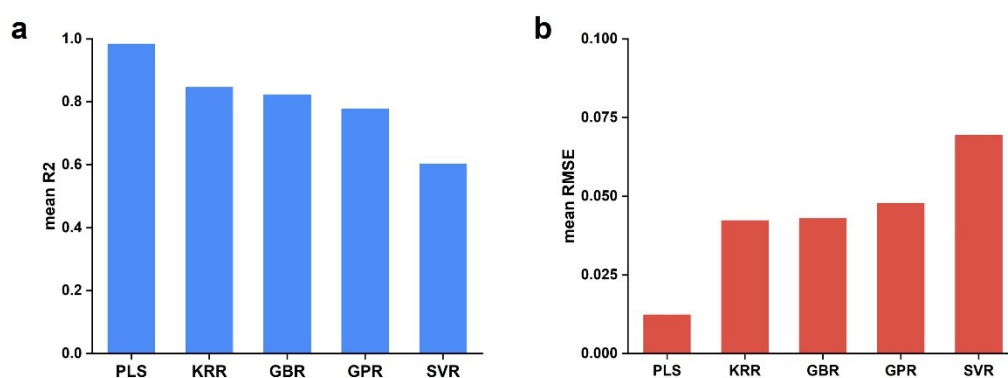 a
mean R2
1.0
0.8
0.6
0.4
0.2
0.0
PLS KRR GBR GPR SVR
b
mean RMSE
0.100
0.075
0.050
0.025
0.000
PLS KRR GBR GPR SVR